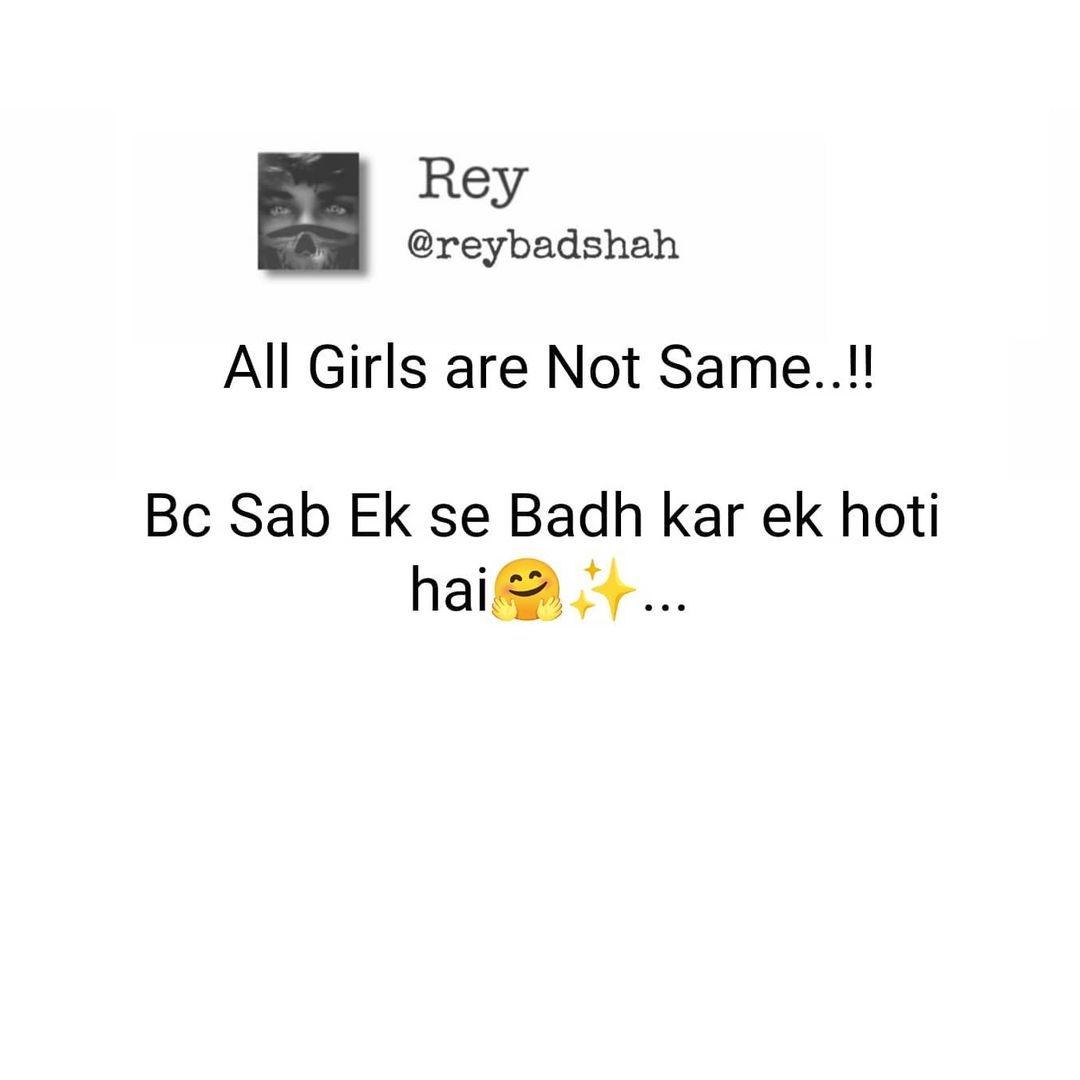 Rey
@reybadshah
All Girls are Not Same..!!
Bc Sab Ek se Badh kar ek hoti
hai🤗✨...